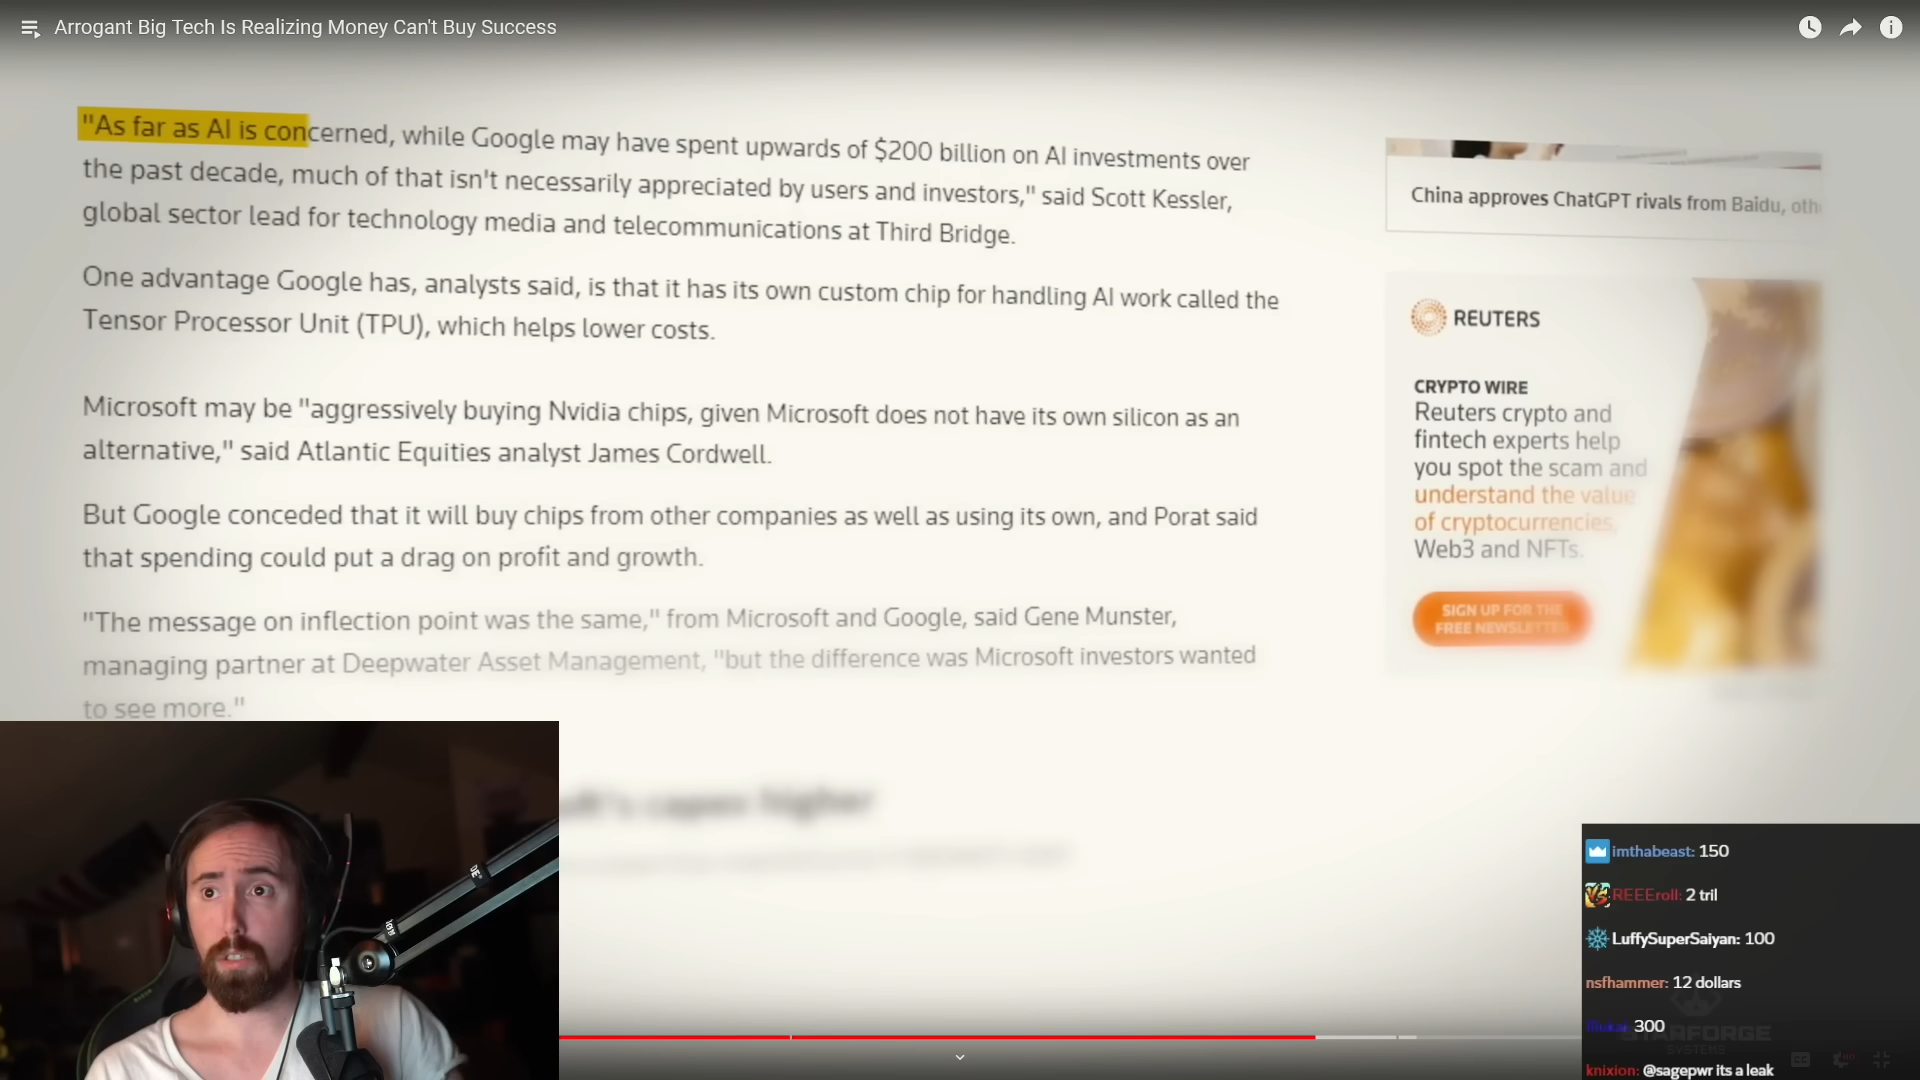 Arrogant Big Tech Is Realizing Money Can't Buy Success
"As far as AI is concerned, while Google may have spent upwards of $200 billion on AI investments over
the past decade, much of that isn't necessarily appreciated by users and investors," said Scott Kessler,
global sector lead for technology media and telecommunications at Third Bridge.
One advantage Google has, analysts said, is that it has its own custom chip for handling AI work called the
Tensor Processor Unit (TPU), which helps lower costs.
Microsoft may be "aggressively buying Nvidia chips, given Microsoft does not have its own silicon as an
alternative," said Atlantic Equities analyst James Cordwell.
But Google conceded that it will buy chips from other companies as well as using its own, and Porat said
that spending could put a drag on profit and growth.
"The message on inflection point was the same," from Microsoft and Google, said Gene Munster,
managing partner at Deepwater Asset Management, "but the difference was Microsoft investors wanted
to see more."
capex higher
China approves ChatGPT rivals from Baidu, oth
REUTERS
CRYPTO WIRE
Reuters crypto and
fintech experts help
you spot the scam and
understand the value
of cryptocurrencies,
Web3 and NFTs.
SIGN UP FOR THE
FREE NEWSLETTER
imthabeast: 150
REEEroll: 2 tril
LuffySuperSaiyan: 100
nsfhammer: 12 dollars
300
STARFORGE
SYSTEMS
knixion: @sagepwr its a leak